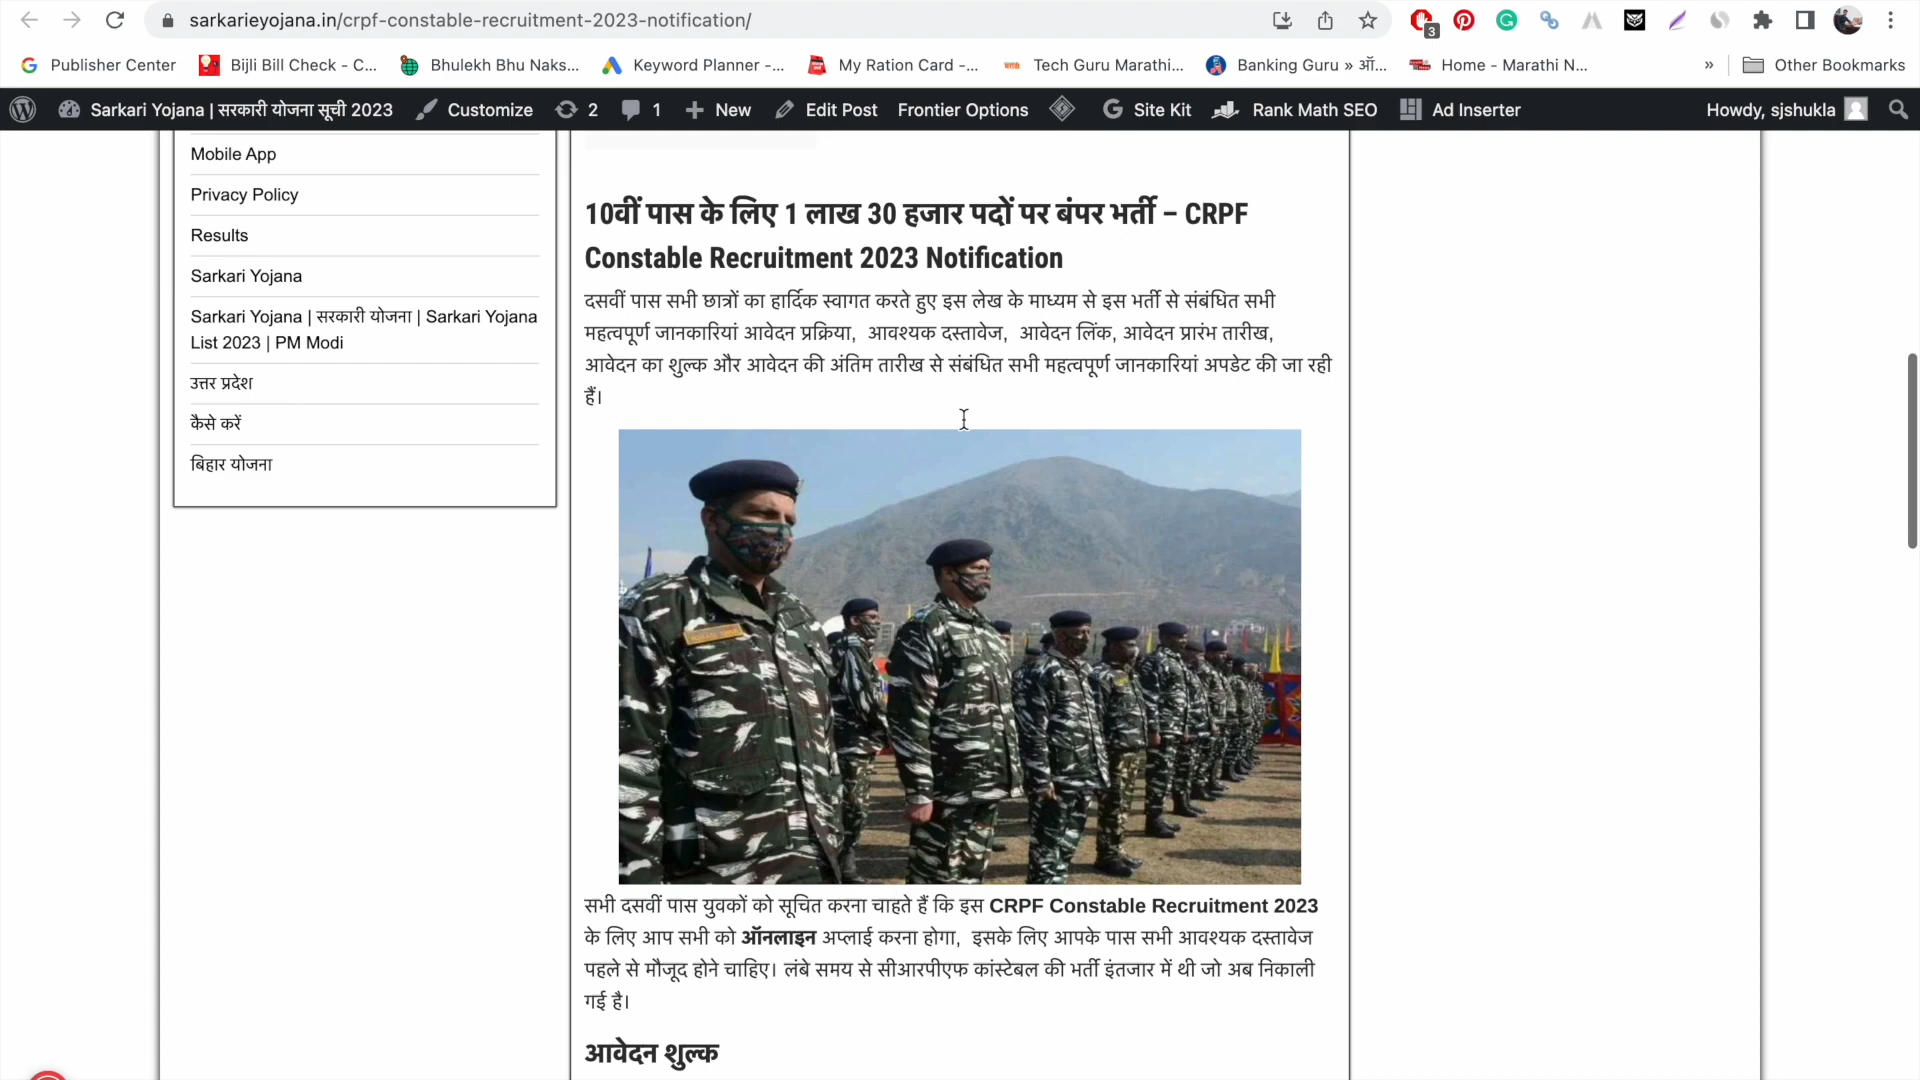 sarkarieyojana.in/crpf-constable-recruitment-2023-notification/
3
Publisher Center Bijli Bill Check - C... Bhulekh Bhu Naks... Keyword Planner -... My Ration Card -... Tech Guru Marathi... Banking Guru » ऑ... Home - Marathi N... » Other Bookmarks
Sarkari Yojana | सरकारी योजना सूची 2023 Customize 2 1 New Edit Post Frontier Options Site Kit Rank Math SEO Ad Inserter Howdy, sjshukla
Mobile App
Privacy Policy
Results
Sarkari Yojana
Sarkari Yojana | सरकारी योजना | Sarkari Yojana
List 2023 | PM Modi
उत्तर प्रदेश
कैसे करें
बिहार योजना
10वीं पास के लिए 1 लाख 30 हजार पदों पर बंपर भर्ती – CRPF
Constable Recruitment 2023 Notification
दसवीं पास सभी छात्रों का हार्दिक स्वागत करते हुए इस लेख के माध्यम से इस भर्ती से संबंधित सभी
महत्वपूर्ण जानकारियां आवेदन प्रक्रिया, आवश्यक दस्तावेज, आवेदन लिंक, आवेदन प्रारंभ तारीख,
आवेदन का शुल्क और आवेदन की अंतिम तारीख से संबंधित सभी महत्वपूर्ण जानकारियां अपडेट की जा रही
हैं।
सभी दसवीं पास युवकों को सूचित करना चाहते हैं कि इस CRPF Constable Recruitment 2023
के लिए आप सभी को ऑनलाइन अप्लाई करना होगा, इसके लिए आपके पास सभी आवश्यक दस्तावेज
पहले से मौजूद होने चाहिए। लंबे समय से सीआरपीएफ कांस्टेबल की भर्ती इंतजार में थी जो अब निकाली
गई है।
आवेदन शुल्क